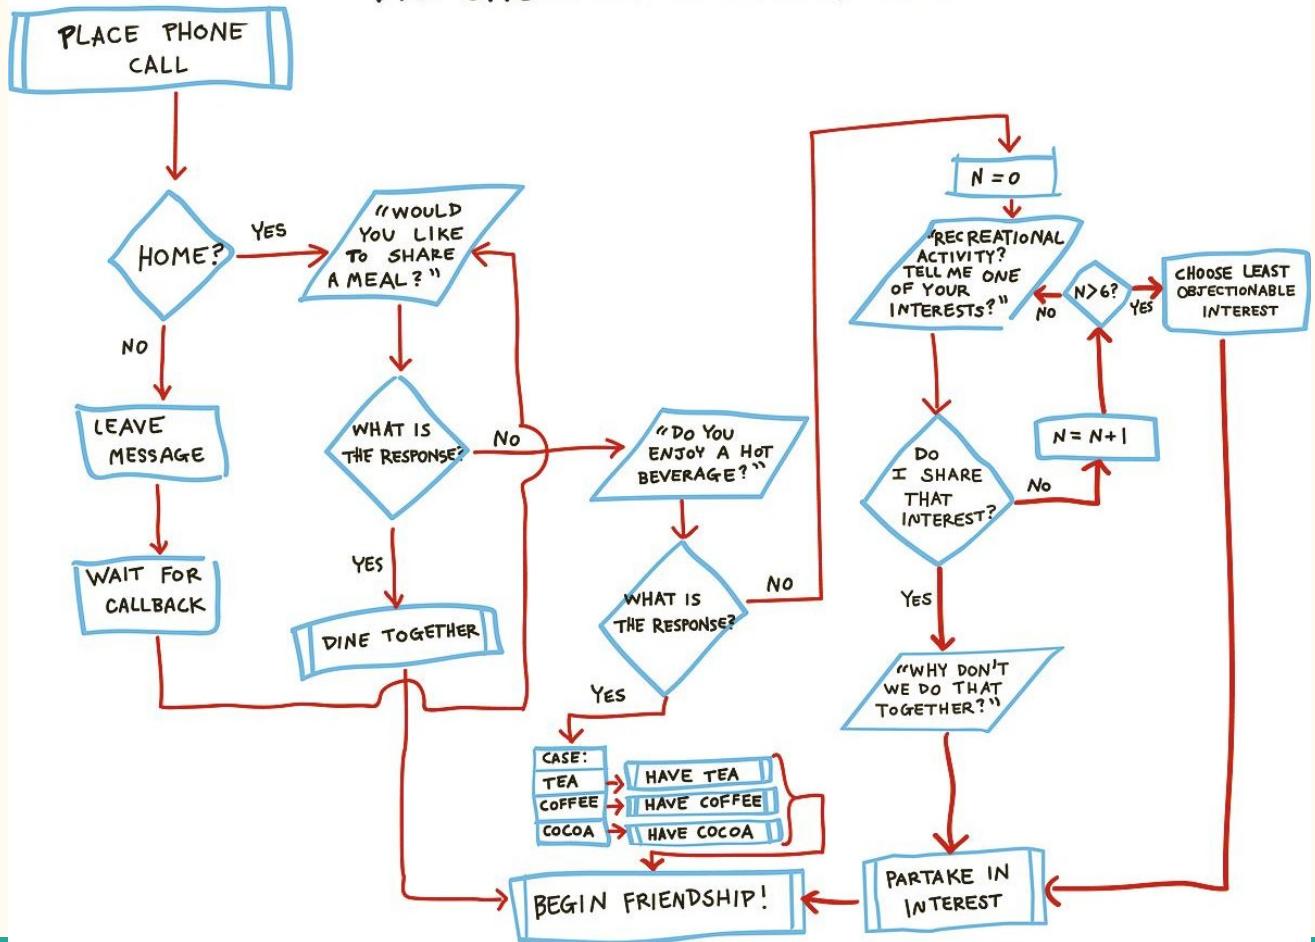 PLACE PHONE
CALL
HOME?
YES
NO
LEAVE
MESSAGE
WAIT FOR
CALLBACK
"WOULD
YOU LIKE
TO SHARE
A MEAL?"
WHAT IS
THE RESPONSE?
NO
YES
DINE TOGETHER
"DO YOU
ENJOY A HOT
BEVERAGE?"
WHAT IS
THE RESPONSE?
NO
YES
CASE:
TEA
HAVE TEA
COFFEE
HAVE COFFEE
COCOA
HAVE COCOA
N = 0
"RECREATIONAL
ACTIVITY?
TELL ME ONE
OF YOUR
INTERESTS?"
N>6?
NO
YES
CHOOSE LEAST
OBJECTIONABLE
INTEREST
N = N+1
DO
I SHARE
THAT
INTEREST?
NO
YES
"WHY DON'T
WE DO THAT
TOGETHER?"
PARTAKE IN
INTEREST
BEGIN FRIENDSHIP!